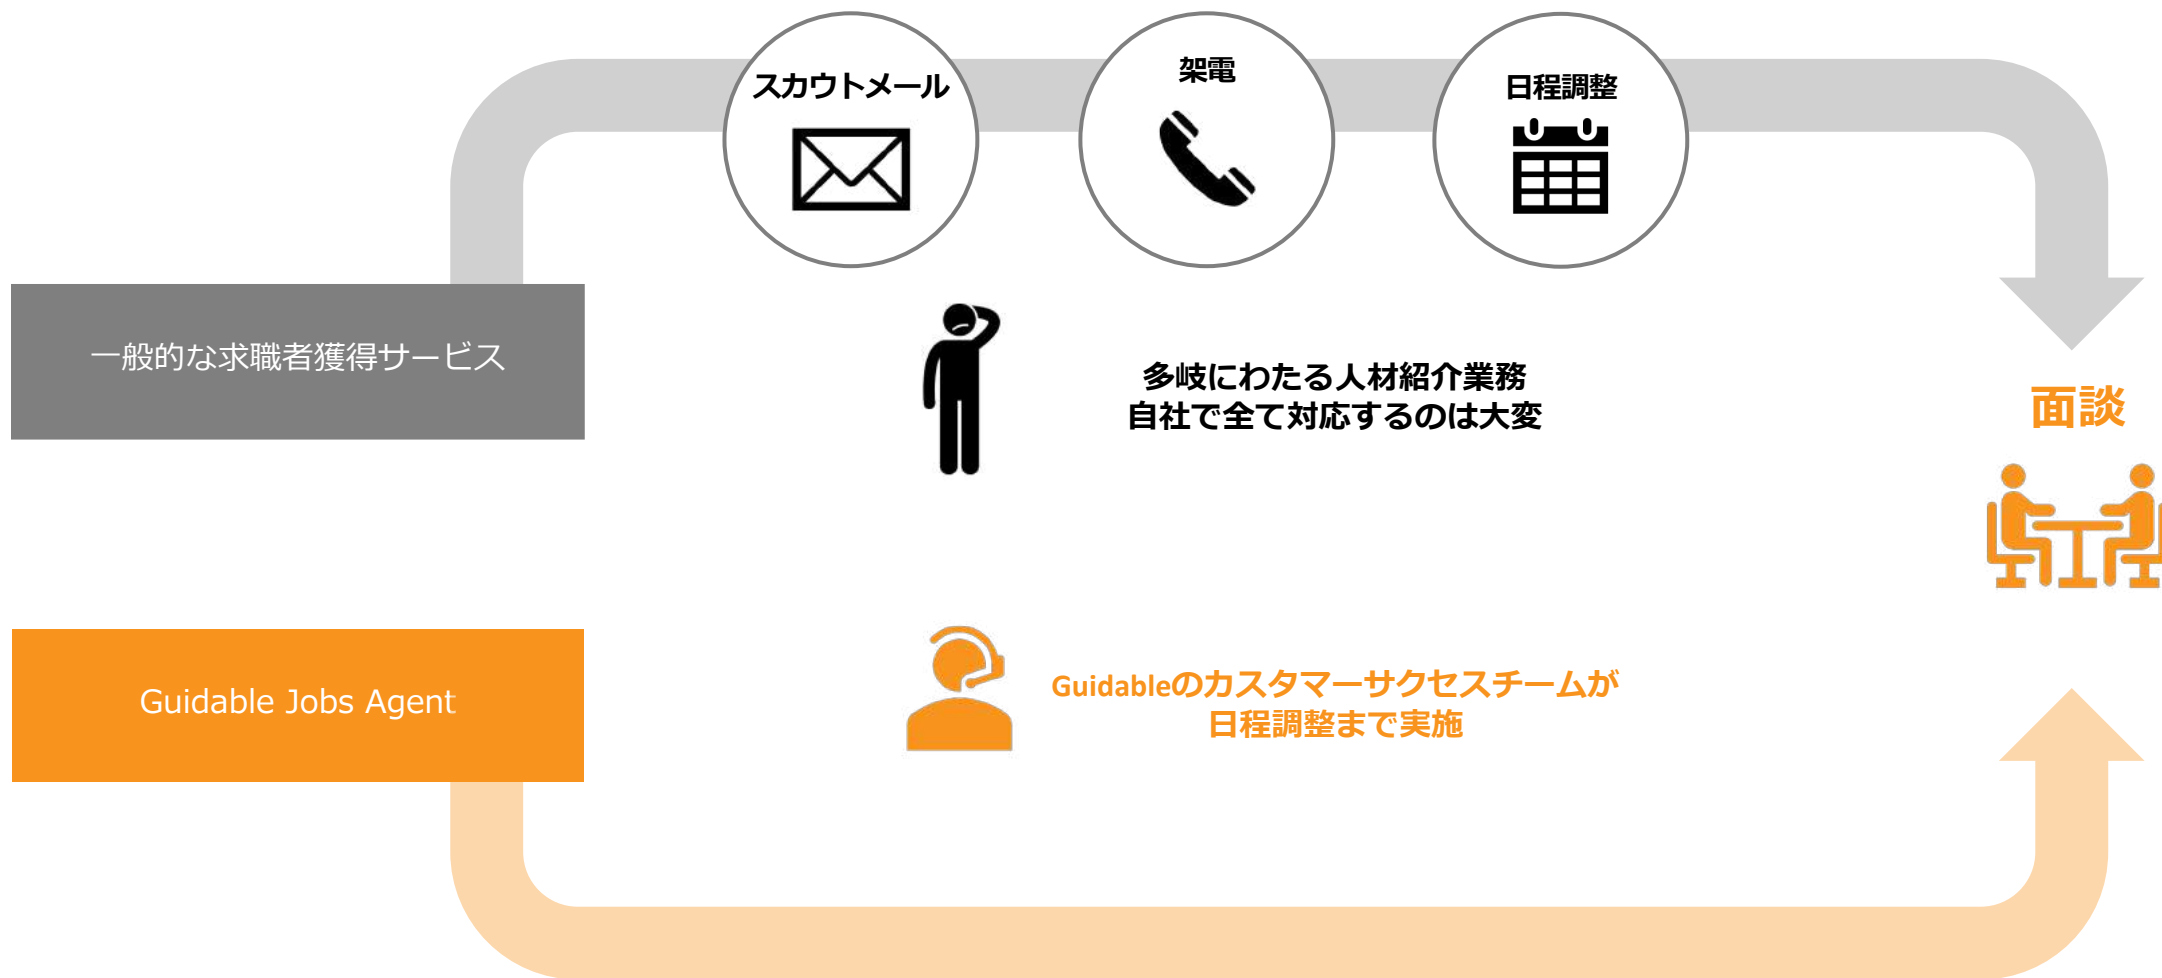 スカウトメール
架電
日程調整
一般的な求職者獲得サービス
多岐にわたる人材紹介業務
自社で全て対応するのは大変
面談
Guidable Jobs Agent
Guidableのカスタマーサクセスチームが
日程調整まで実施